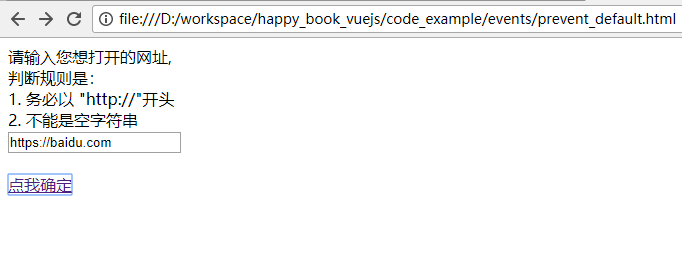 file:///D:/workspace/happy_book_vuejs/code_example/events/prevent_default.html
请输入您想打开的网址,
判断规则是：
1. 务必以 "http://"开头
2. 不能是空字符串
https://baidu.com
点我确定